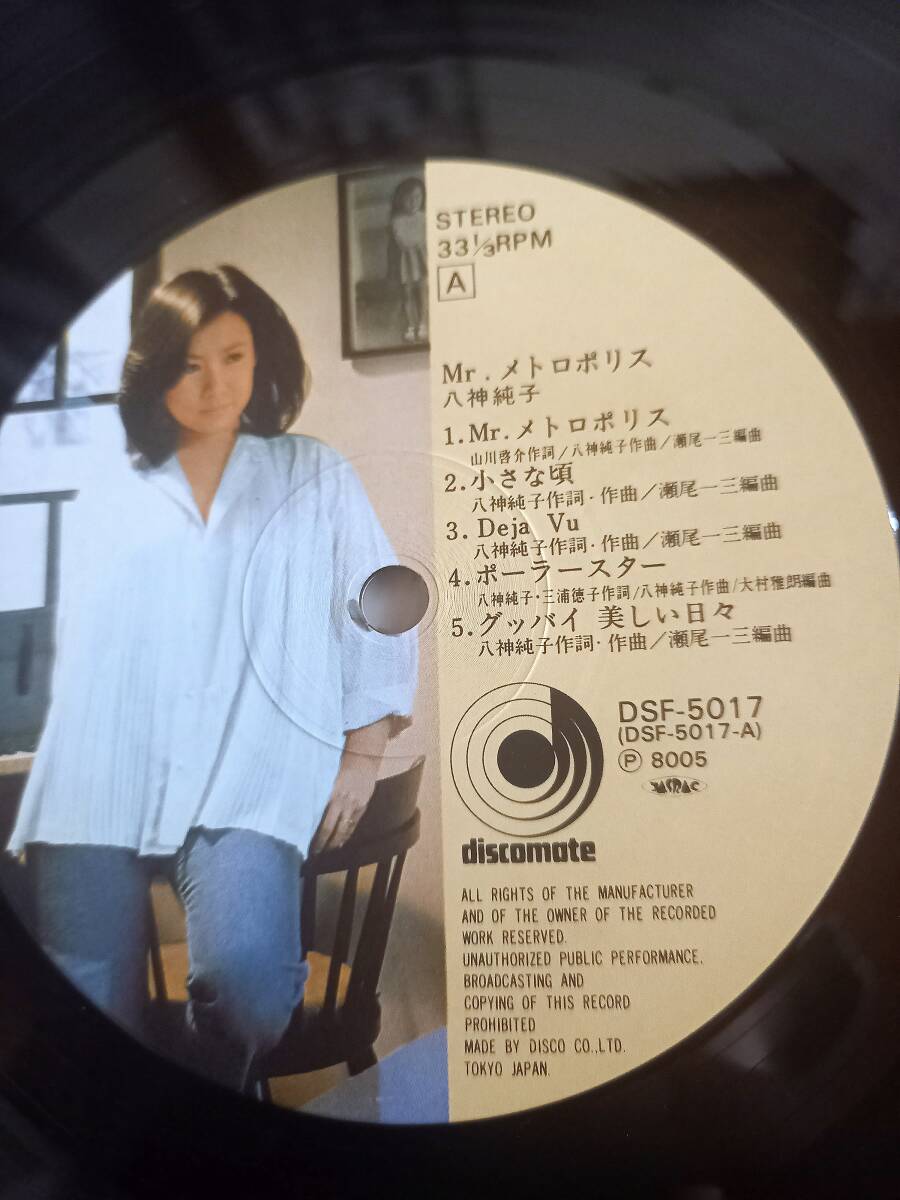 STEREO
33 1/3 RPM
A
Mr.メトロポリス
八神純子
1.Mr.メトロポリス
山川啓介作詞/八神純子作曲/瀬尾一三編曲
2.小さな頃
八神純子作詞・作曲/瀬尾一三編曲
3.Deja Vu
八神純子作詞・作曲/瀬尾一三編曲
4.ポーラースター
八神純子・三浦徳子作詞/八神純子作曲/大村雅朗編曲
5.グッバイ 美しい日々
八神純子作詞・作曲/瀬尾一三編曲
DSF-5017
(DSF-5017-A)
Ⓟ 8005
JASRAC
discomate
ALL RIGHTS OF THE MANUFACTURER
AND OF THE OWNER OF THE RECORDED
WORK RESERVED.
UNAUTHORIZED PUBLIC PERFORMANCE.
BROADCASTING AND
COPYING OF THIS RECORD
PROHIBITED
MADE BY DISCO CO.,LTD.
TOKYO JAPAN.